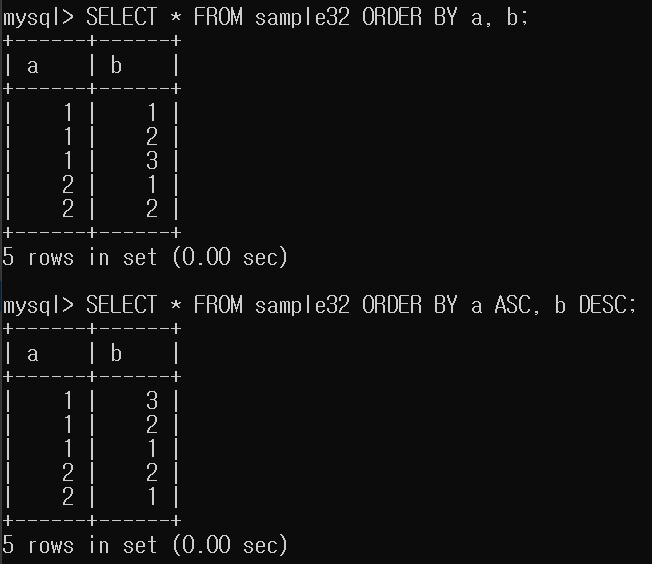 mysql> SELECT * FROM sample32 ORDER BY a, b;
+------+------+
| a    | b    |
+------+------+
|    1 |    1 |
|    1 |    2 |
|    1 |    3 |
|    2 |    1 |
|    2 |    2 |
+------+------+
5 rows in set (0.00 sec)
mysql> SELECT * FROM sample32 ORDER BY a ASC, b DESC;
+------+------+
| a    | b    |
+------+------+
|    1 |    3 |
|    1 |    2 |
|    1 |    1 |
|    2 |    2 |
|    2 |    1 |
+------+------+
5 rows in set (0.00 sec)